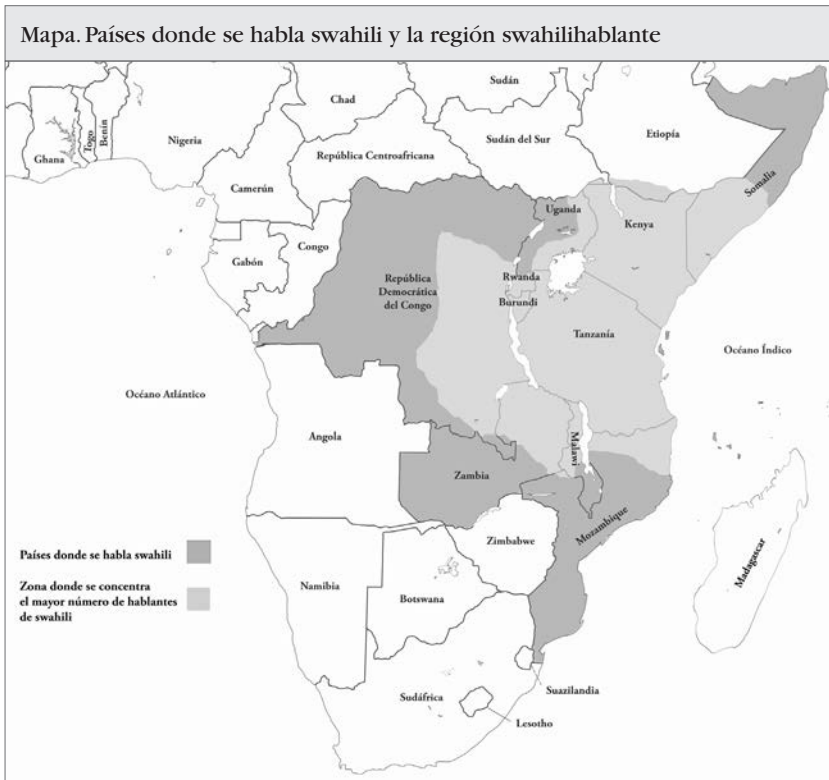 Mapa. Países donde se habla swahili y la región swahilihablante
Sudán
Chad
Ghana
Togo
Benín
Nigeria
República Centroafricana
Sudán del Sur
Etiopía
Camerún
Somalia
Uganda
Kenya
Congo
Gabón
República
Democrática
del Congo
Rwanda
Burundi
Tanzanía
Océano Índico
Océano Atlántico
Angola
Malawi
Zambia
Mozambique
Zimbabwe
Madagascar
Países donde se habla swahili
Zona donde se concentra
el mayor número de hablantes
de swahili
Namibia
Botswana
Suazilandia
Sudáfrica
Lesotho